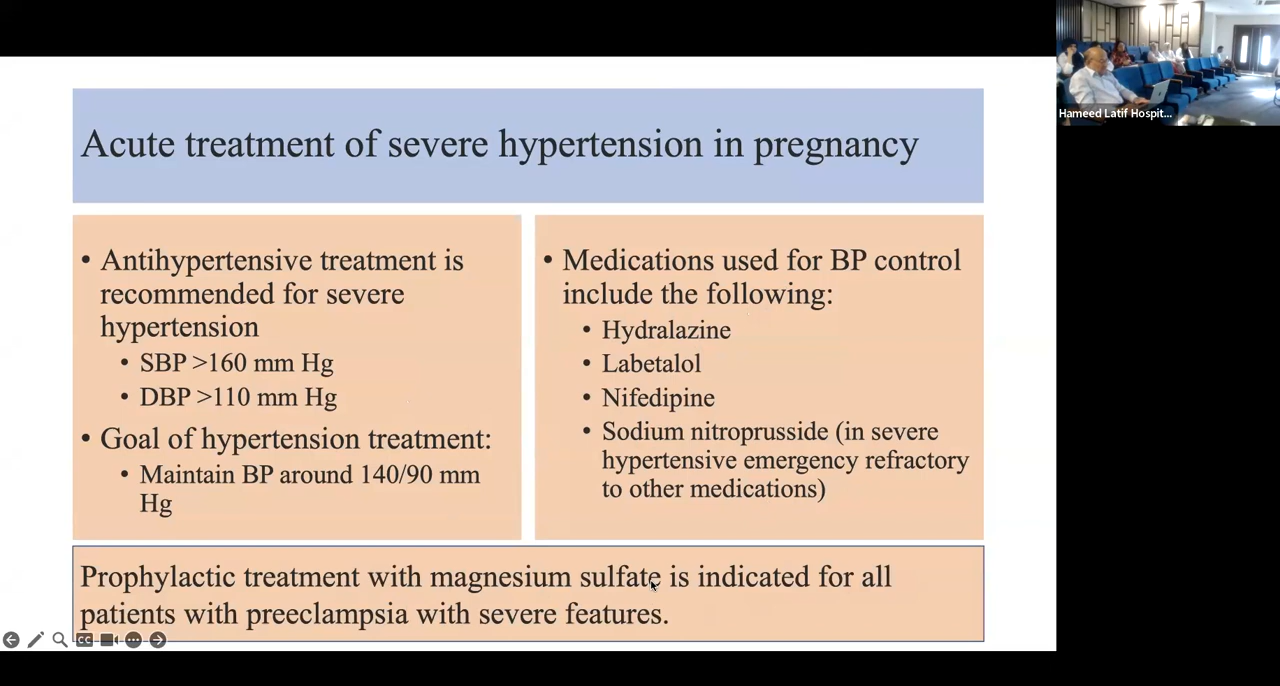 Acute treatment of severe hypertension in pregnancy
• Antihypertensive treatment is
recommended for severe
hypertension
• SBP >160 mm Hg
• DBP >110 mm Hg
• Goal of hypertension treatment:
• Maintain BP around 140/90 mm
Hg
• Medications used for BP control
include the following:
• Hydralazine
• Labetalol
• Nifedipine
• Sodium nitroprusside (in severe
hypertensive emergency refractory
to other medications)
Prophylactic treatment with magnesium sulfate is indicated for all
patients with preeclampsia with severe features.
CC
Hameed Latif Hospit...